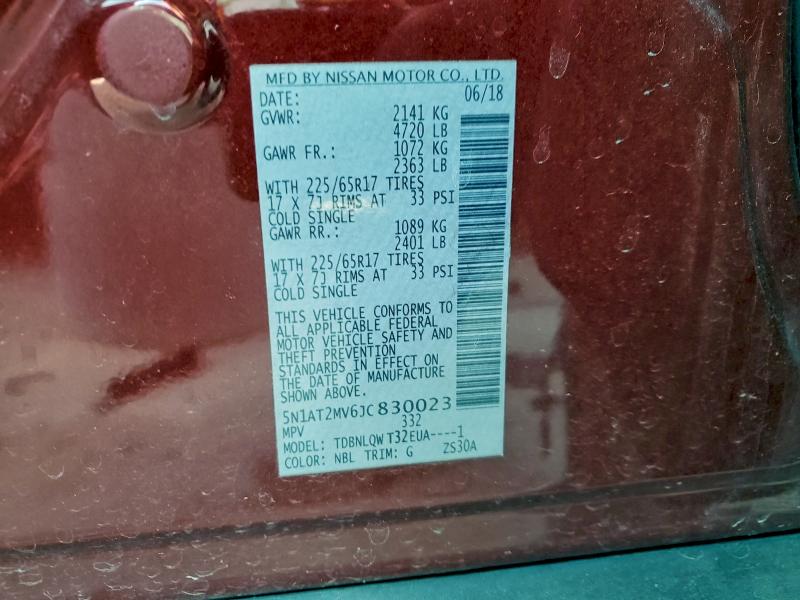 MFD BY NISSAN MOTOR CO., LTD.
DATE: 06/18
GVWR: 2141 KG
4720 LB
GAWR FR.: 1072 KG
2363 LB
WITH 225/65R17 TIRES
17 X 7J RIMS AT 33 PSI
COLD SINGLE
GAWR RR.: 1089 KG
2401 LB
WITH 225/65R17 TIRES
17 X 7J RIMS AT 33 PSI
COLD SINGLE
THIS VEHICLE CONFORMS TO
ALL APPLICABLE FEDERAL
MOTOR VEHICLE SAFETY AND
THEFT PREVENTION
STANDARDS IN EFFECT ON
THE DATE OF MANUFACTURE
SHOWN ABOVE.
5N1AT2MV6JC830023
MPV 332
MODEL: TDBNLQWT32EUA----1
COLOR: NBL TRIM: G ZS30A